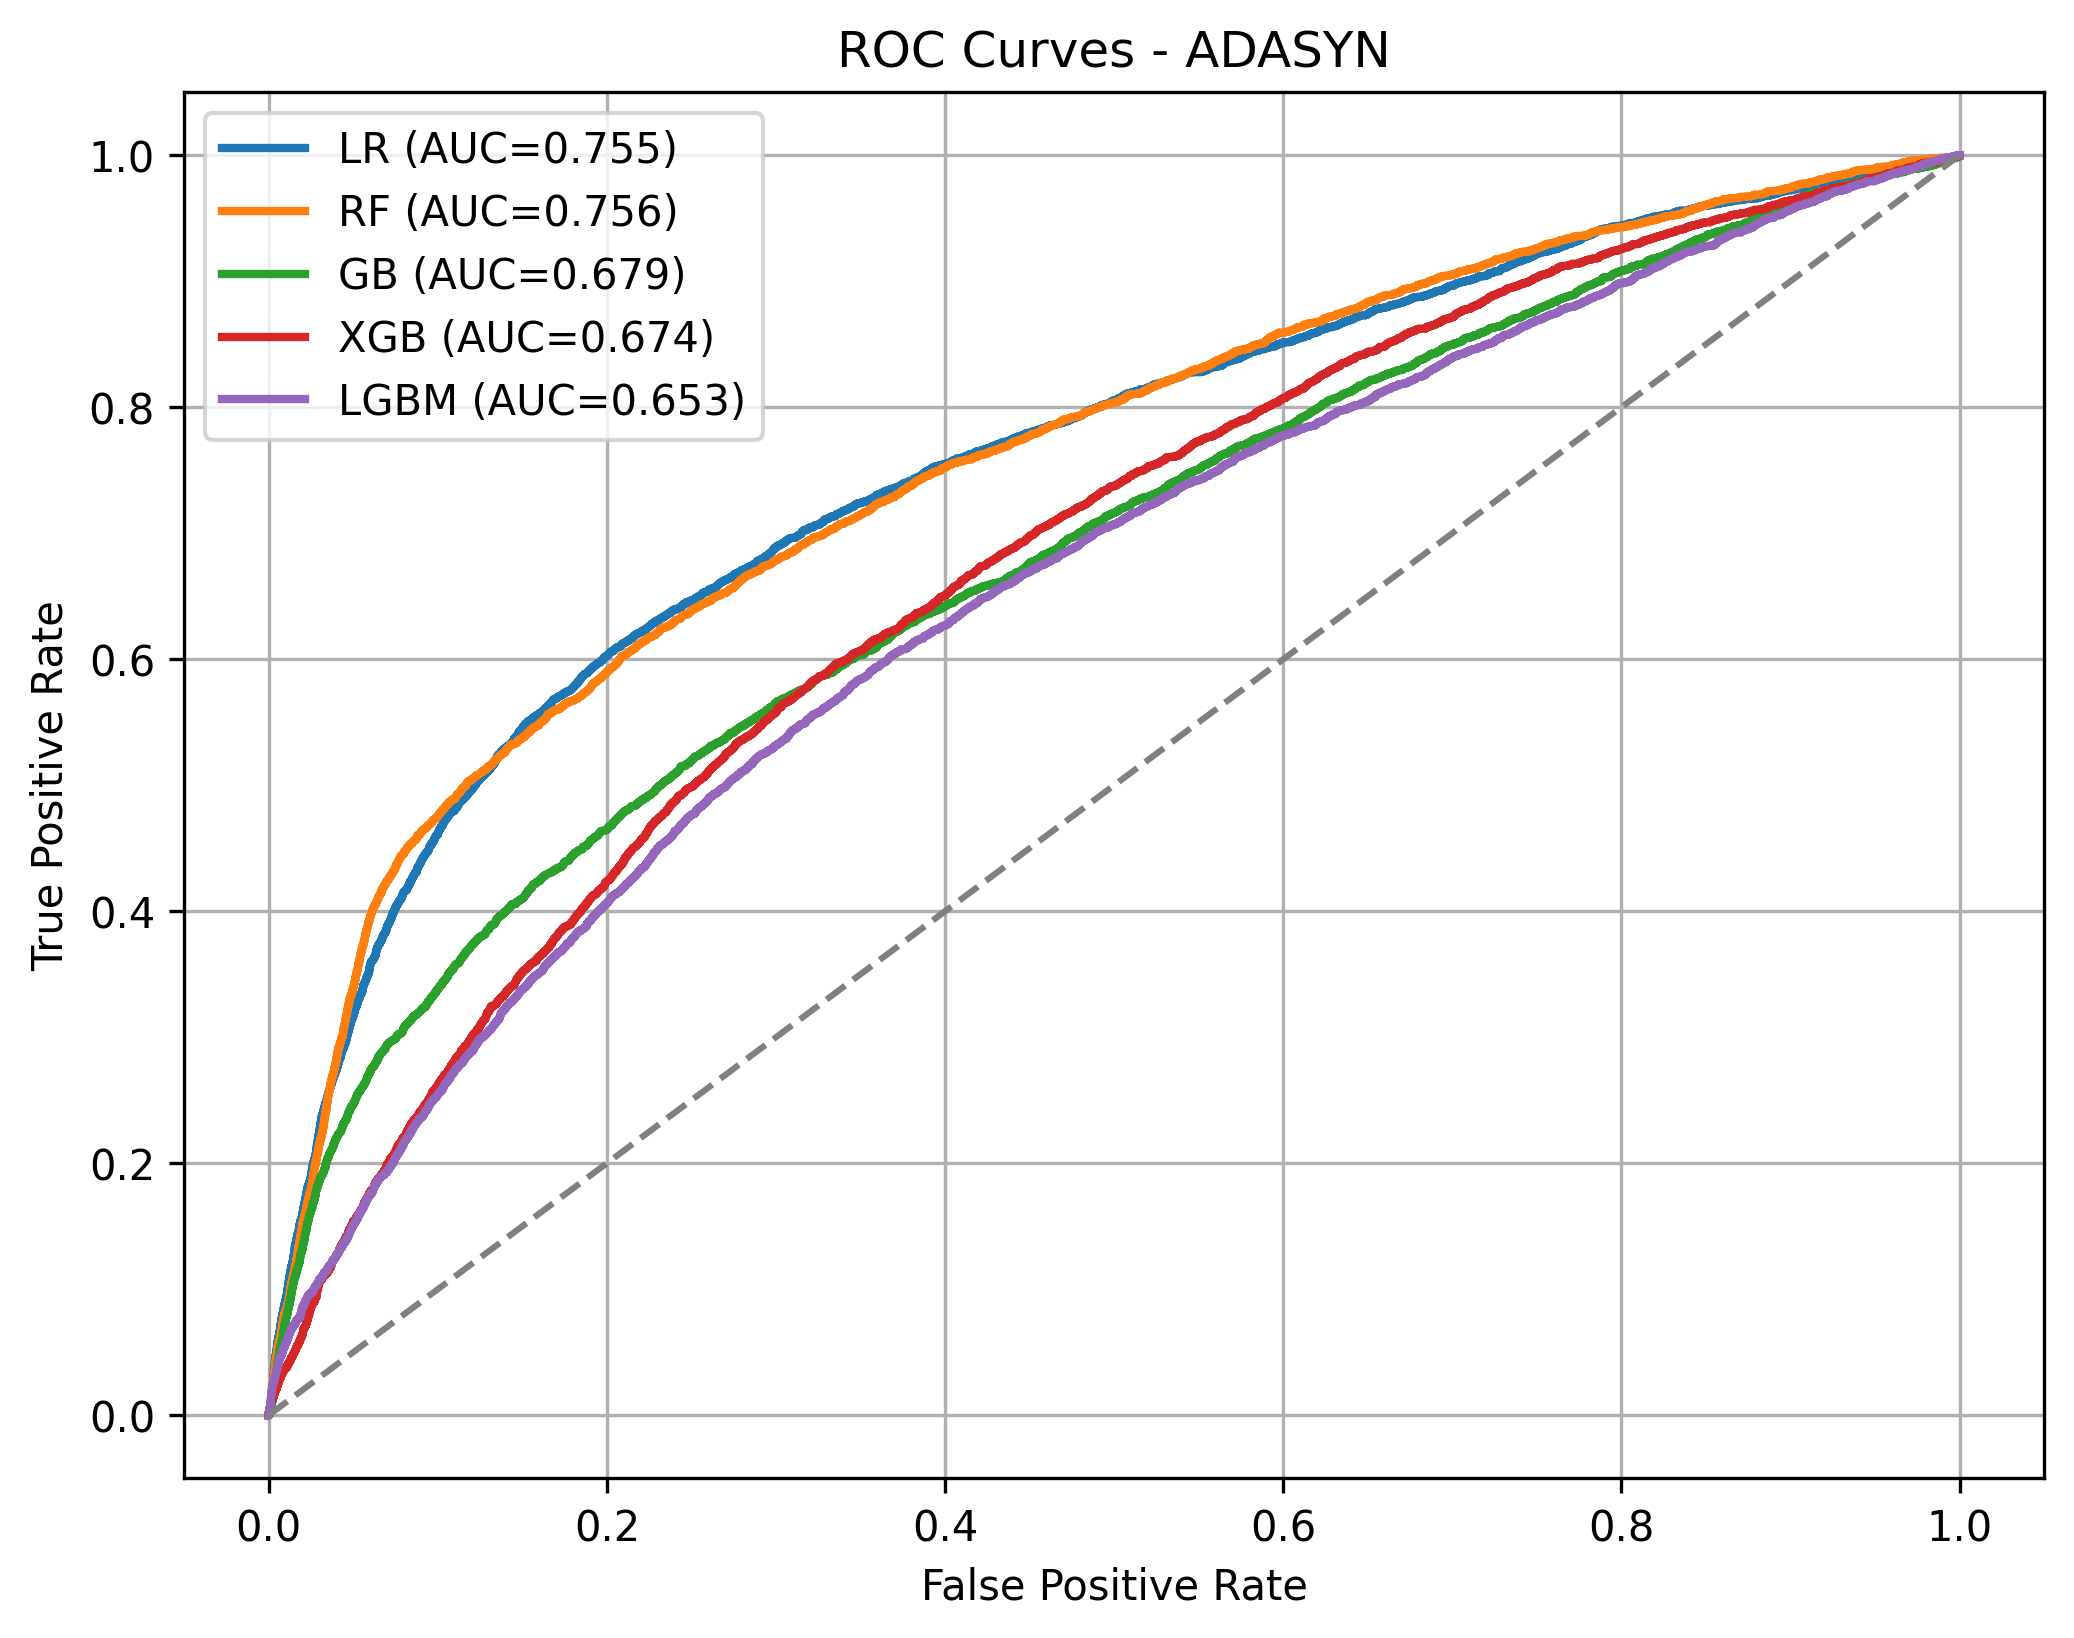 ROC Curves - ADASYN
LR (AUC=0.755)
RF (AUC=0.756)
GB (AUC=0.679)
XGB (AUC=0.674)
LGBM (AUC=0.653)
1.0
0.8
0.6
0.4
0.2
0.0
True Positive Rate
0.0 0.2 0.4 0.6 0.8 1.0
False Positive Rate